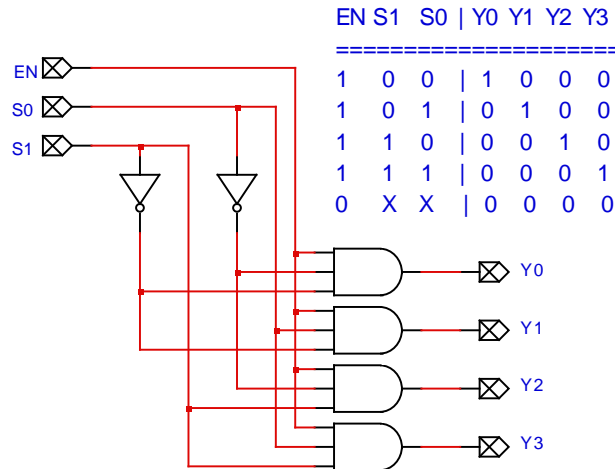 EN S1 S0 | Y0 Y1 Y2 Y3
=========================
1 0 0 | 1 0 0 0
1 0 1 | 0 1 0 0
1 1 0 | 0 0 1 0
1 1 1 | 0 0 0 1
0 X X | 0 0 0 0
EN
S0
S1
Y0
Y1
Y2
Y3